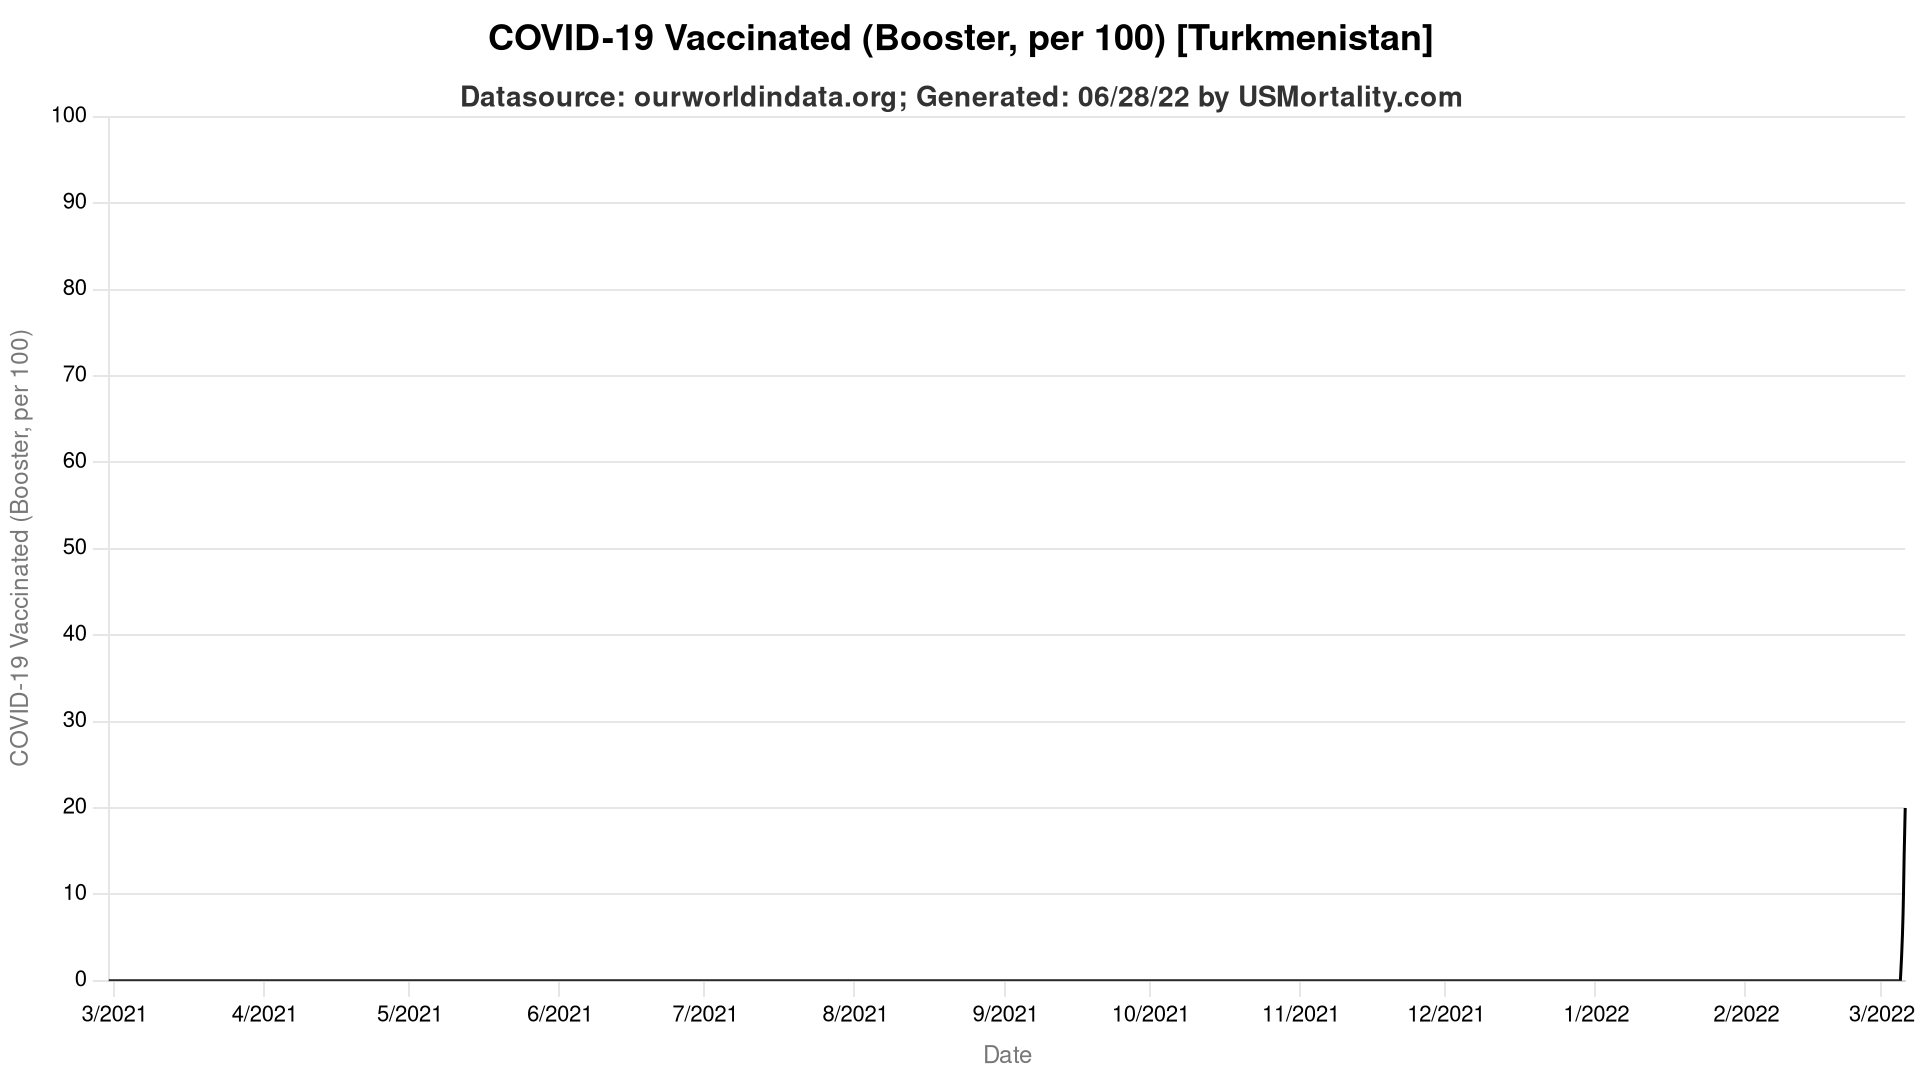 COVID-19 Vaccinated (Booster, per 100) [Turkmenistan]
Datasource: ourworldindata.org; Generated: 06/28/22 by USMortality.com
COVID-19 Vaccinated (Booster, per 100)
100
90
80
70
60
50
40
30
20
10
0
3/2021 4/2021 5/2021 6/2021 7/2021 8/2021 9/2021 10/2021 11/2021 12/2021 1/2022 2/2022 3/2022
Date